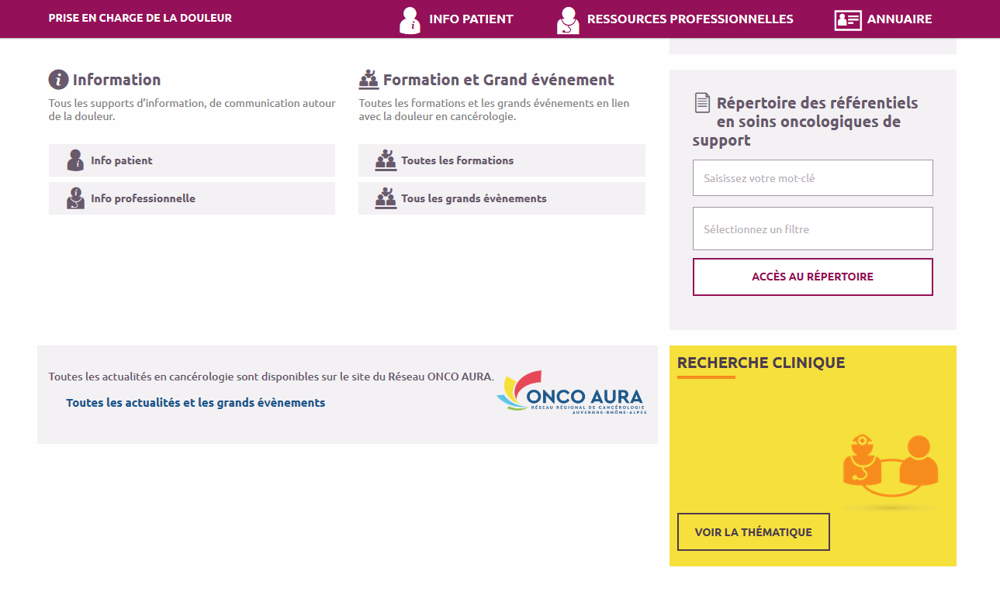 PRISE EN CHARGE DE LA DOULEUR
INFO PATIENT
RESSOURCES PROFESSIONNELLES
ANNUAIRE
Information
Tous les supports d'information, de communication autour
de la douleur.
Info patient
Info professionnelle
Formation et Grand événement
Toutes les formations et les grands événements en lien
avec la douleur en cancérologie.
Toutes les formations
Tous les grands évènements
Répertoire des référentiels
en soins oncologiques de
support
Saisissez votre mot-clé
Sélectionnez un filtre
ACCÈS AU RÉPERTOIRE
Toutes les actualités en cancérologie sont disponibles sur le site du Réseau ONCO AURA.
Toutes les actualités et les grands évènements
ONCO AURA
RÉSEAU RÉGIONAL DE CANCÉROLOGIE
AUVERGNE-RHÔNE-ALPES
RECHERCHE CLINIQUE
VOIR LA THÉMATIQUE